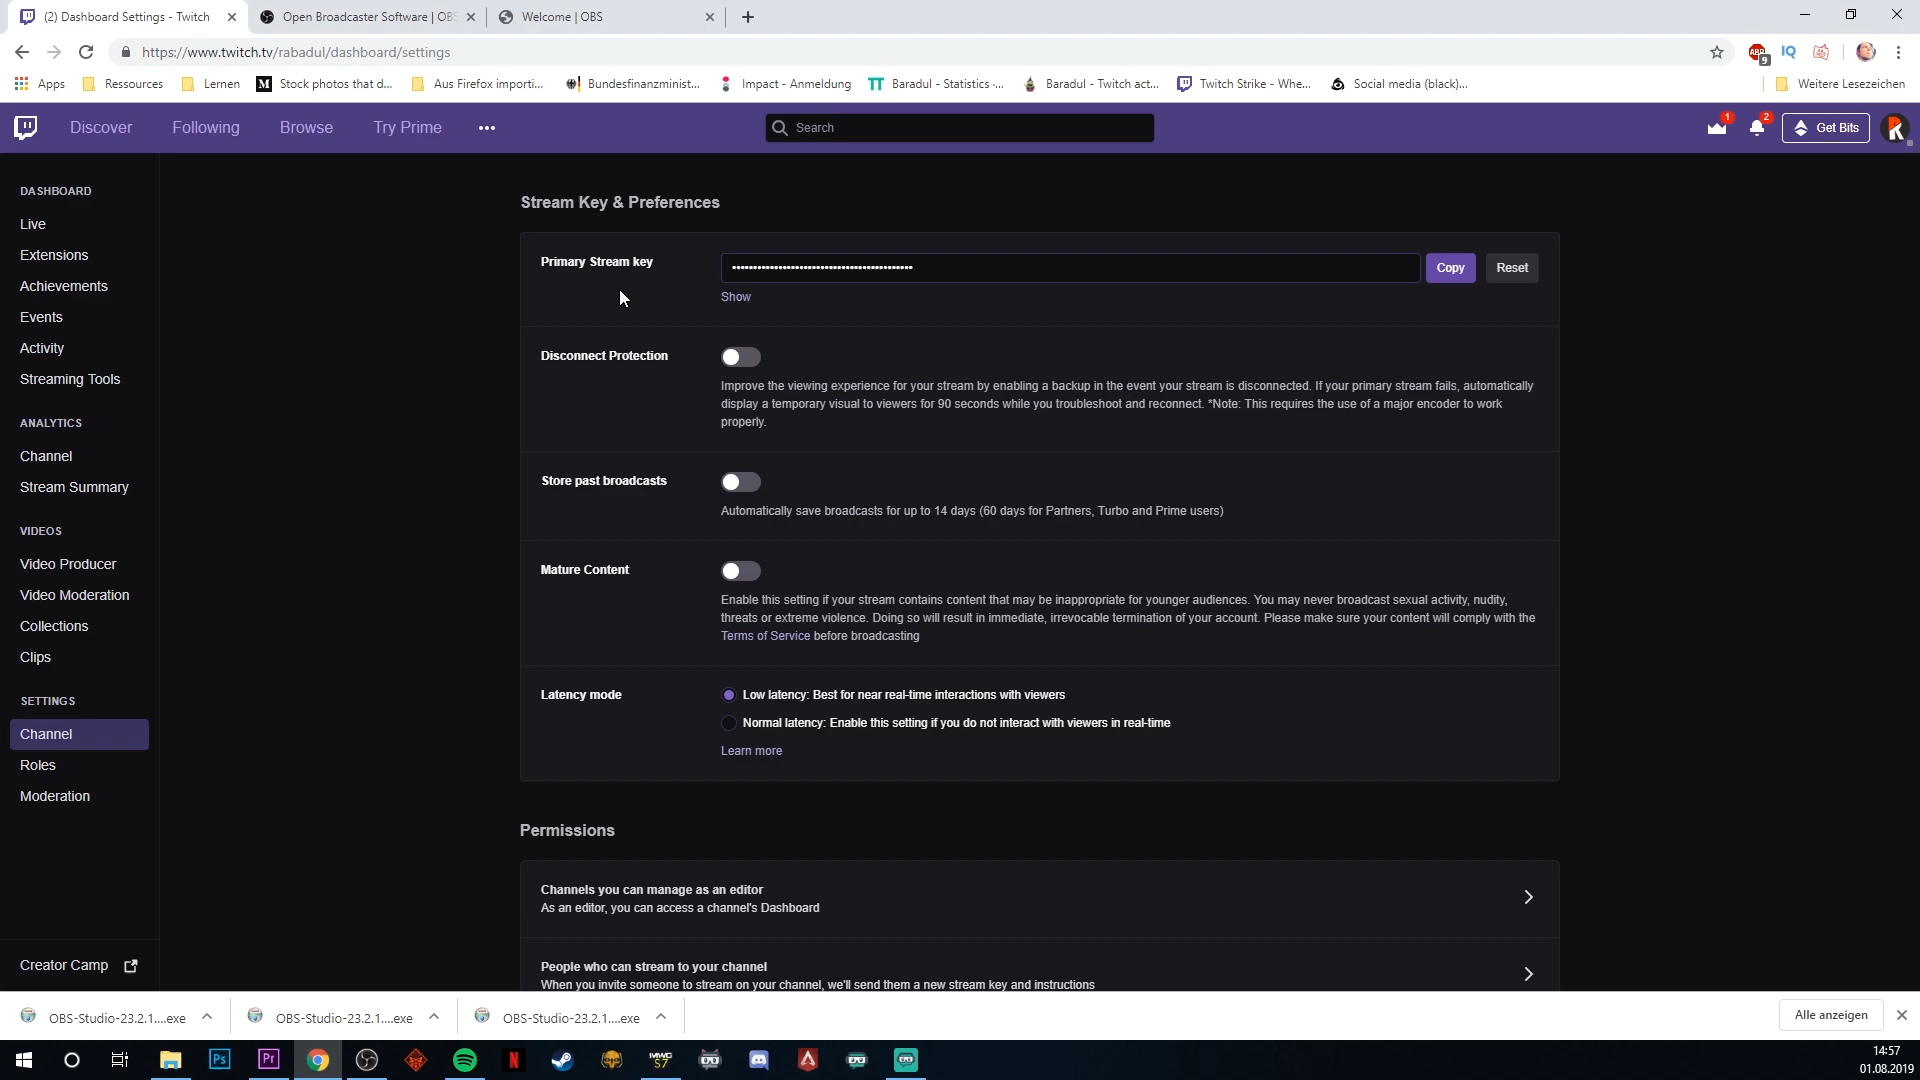 (2) Dashboard Settings - Twitch
Open Broadcaster Software | OBS
Welcome | OBS
https://www.twitch.tv/rabadul/dashboard/settings
ABP
9
IQ
Apps
Ressources
Lernen
M
Stock photos that d...
Aus Firefox importi...
Bundesfinanzminist...
Impact - Anmeldung
TT
Baradul - Statistics -...
Baradul - Twitch act...
Twitch Strike - Whe...
Social media (black)...
Weitere Lesezeichen
Discover
Following
Browse
Try Prime
Search
1
2
Get Bits
DASHBOARD
Live
Extensions
Achievements
Events
Activity
Streaming Tools
ANALYTICS
Channel
Stream Summary
VIDEOS
Video Producer
Video Moderation
Collections
Clips
SETTINGS
Channel
Roles
Moderation
Creator Camp
Stream Key & Preferences
Primary Stream key
Copy
Reset
Show
Disconnect Protection
Improve the viewing experience for your stream by enabling a backup in the event your stream is disconnected. If your primary stream fails, automatically
display a temporary visual to viewers for 90 seconds while you troubleshoot and reconnect. *Note: This requires the use of a major encoder to work
properly.
Store past broadcasts
Automatically save broadcasts for up to 14 days (60 days for Partners, Turbo and Prime users)
Mature Content
Enable this setting if your stream contains content that may be inappropriate for younger audiences. You may never broadcast sexual activity, nudity,
threats or extreme violence. Doing so will result in immediate, irrevocable termination of your account. Please make sure your content will comply with the
Terms of Service before broadcasting
Latency mode
Low latency: Best for near real-time interactions with viewers
Normal latency: Enable this setting if you do not interact with viewers in real-time
Learn more
Permissions
Channels you can manage as an editor
As an editor, you can access a channel's Dashboard
People who can stream to your channel
When you invite someone to stream on your channel, we'll send them a new stream key and instructions
OBS-Studio-23.2.1....exe
OBS-Studio-23.2.1....exe
OBS-Studio-23.2.1....exe
Alle anzeigen
Ps
Pr
N
S7
14:57
01.08.2019